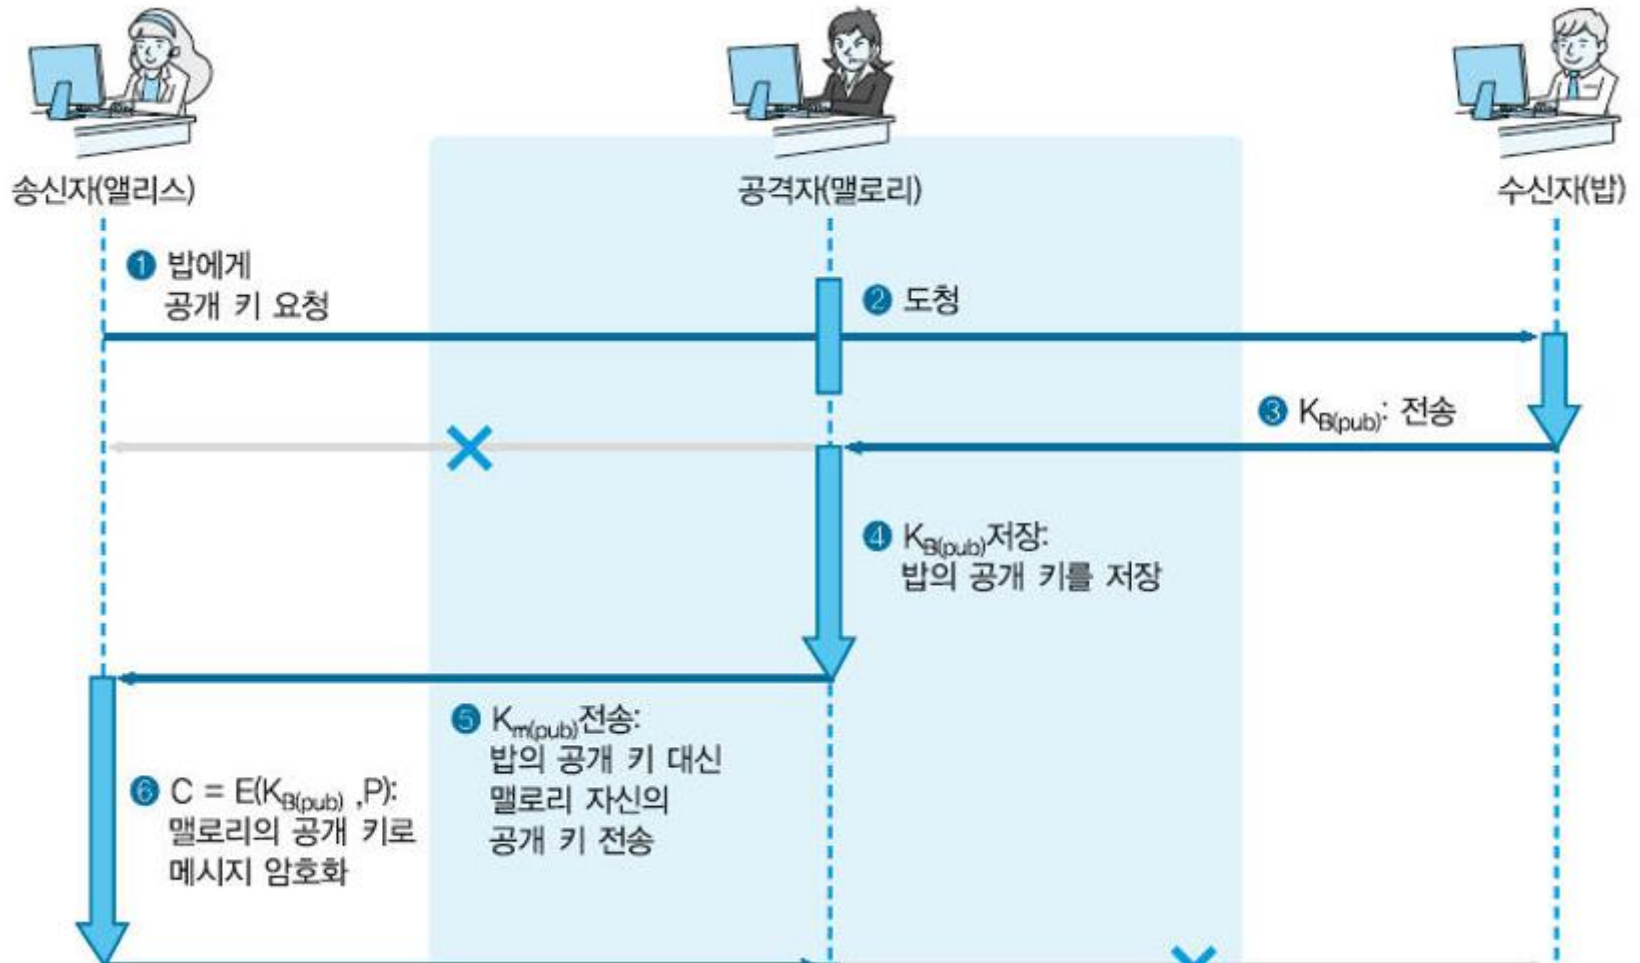 송신자(앨리스)
공격자(맬로리)
수신자(밥)
❶ 밥에게
공개 키 요청
❷ 도청
❸ K_B(pub): 전송
❹ K_B(pub)저장:
밥의 공개 키를 저장
❺ K_m(pub)전송:
밥의 공개 키 대신
맬로리 자신의
공개 키 전송
❻ C = E(K_B(pub) ,P):
맬로리의 공개 키로
메시지 암호화